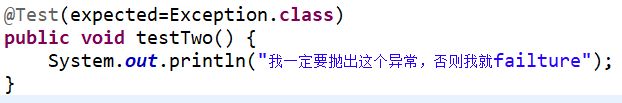 @Test(expected=Exception.class)
public void testTwo() {
    System.out.println("我一定要抛出这个异常，否则我就failture");
}